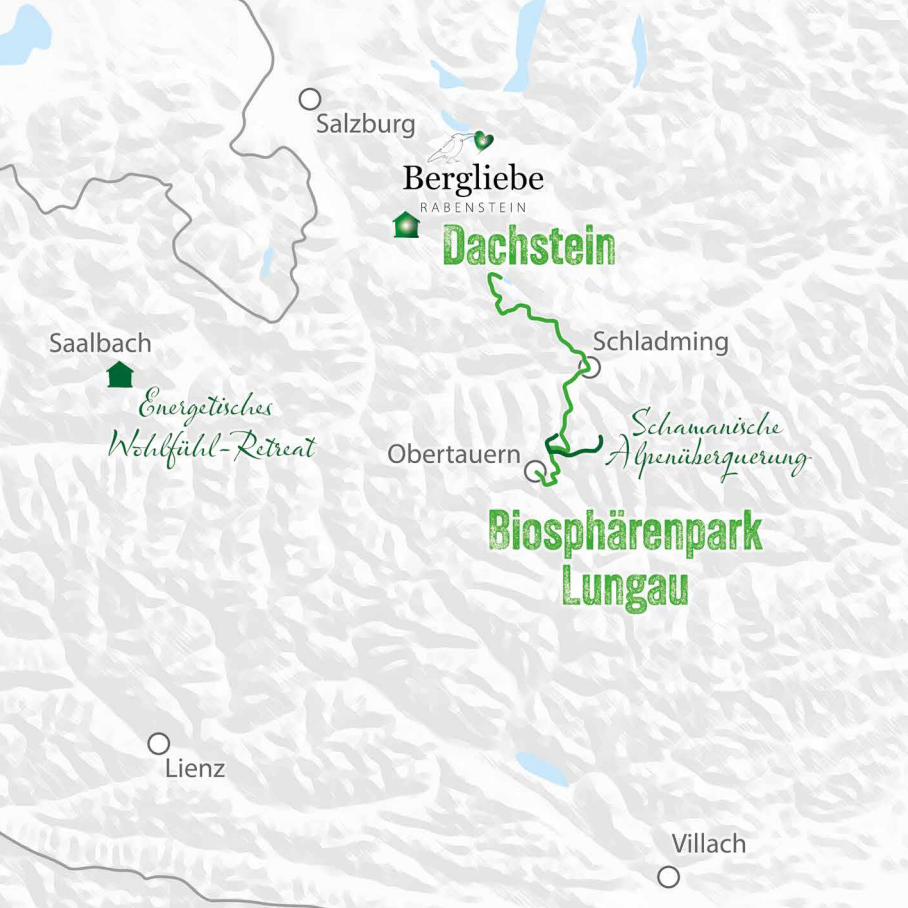 Salzburg
Bergliebe
RABENSTEIN
Dachstein
Saalbach
Schladming
Energetisches
Wohlfühl-Retreat
Schamanische
Alpenüberquerung
Obertauern
Biosphärenpark
Lungau
Lienz
Villach